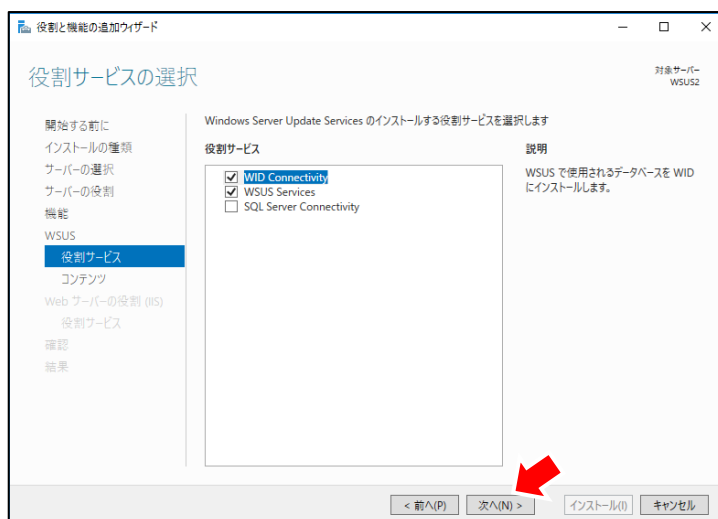 役割と機能の追加ウィザード
役割サービスの選択
対象サーバー
WSUS2
開始する前に
インストールの種類
サーバーの選択
サーバーの役割
機能
WSUS
役割サービス
コンテンツ
Web サーバーの役割 (IIS)
役割サービス
確認
結果
Windows Server Update Services のインストールする役割サービスを選択します
役割サービス
WID Connectivity
WSUS Services
SQL Server Connectivity
説明
WSUS で使用されるデータベースを WID
にインストールします。
< 前へ(P)
次へ(N) >
インストール(I)
キャンセル